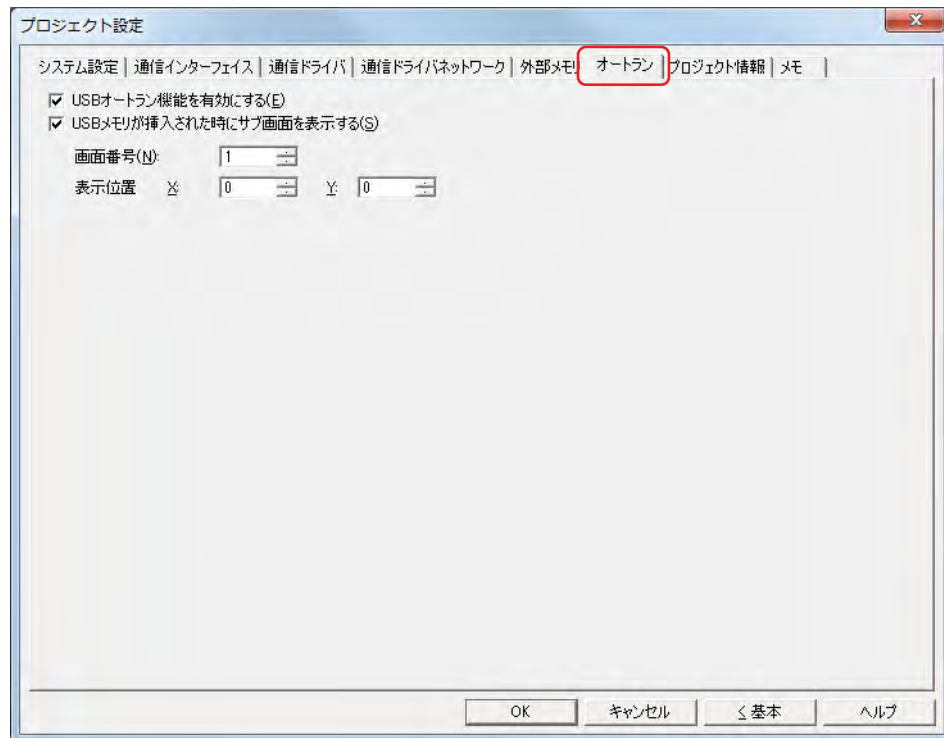 プロジェクト設定
システム設定 通信インターフェイス 通信ドライバ 通信ドライバネットワーク 外部メモリ オートラン プロジェクト情報 メモ
USBオートラン機能を有効にする(E)
USBメモリが挿入された時にサブ画面を表示する(S)
画面番号(N): 1
表示位置 X: 0 Y: 0
OK キャンセル < 基本 ヘルプ